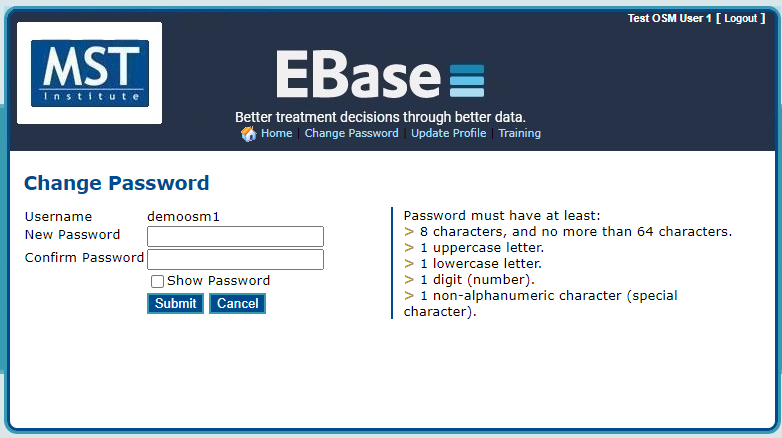 Test OSM User 1 [ Logout ]
MST
Institute
EBase
Better treatment decisions through better data.
Home | Change Password | Update Profile | Training
Change Password
Username demoosm1
New Password
Confirm Password
Show Password
Submit Cancel
Password must have at least:
> 8 characters, and no more than 64 characters.
> 1 uppercase letter.
> 1 lowercase letter.
> 1 digit (number).
> 1 non-alphanumeric character (special
character).